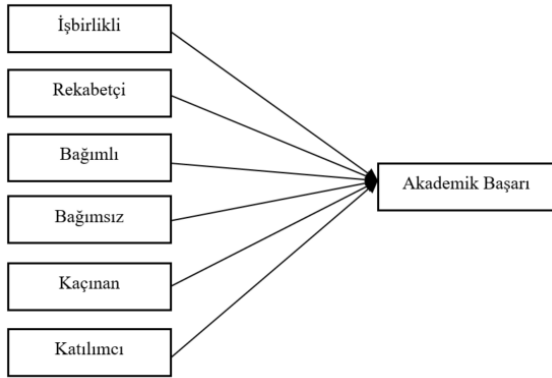 İşbirlikli
Rekabetçi
Bağımlı
Bağımsız
Kaçınan
Katılımcı
Akademik Başarı